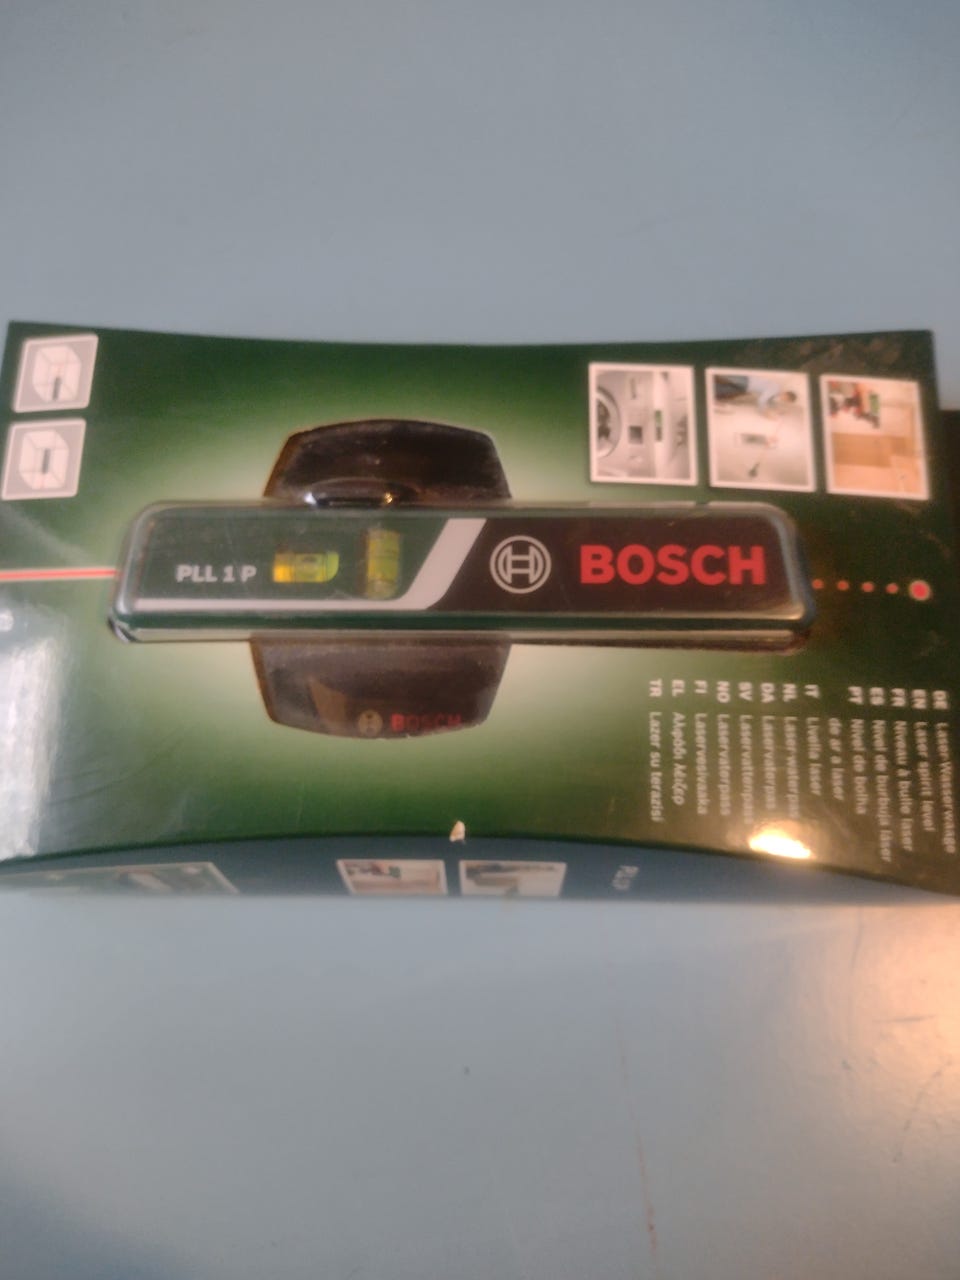 PLL 1 P
BOSCH
BOSCH
DE Laser-Wasserwaage
EN Laser spirit level
FR Niveau à bulle laser
ES Nivel de burbuja láser
PT Nível de bolha
de ar a laser
IT Livella laser
NL Laser-waterpas
DA Laservaterpas
SV Laservattenpass
NO Laservaterpass
FI Laservesivaaka
EL Αλφάδι λέιζερ
TR Lazer su terazisi